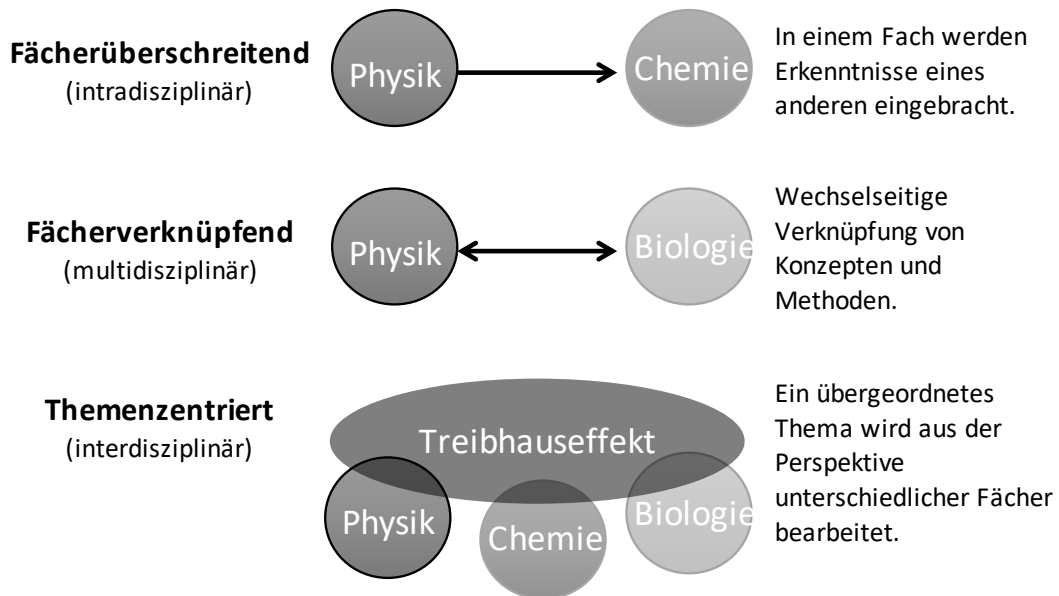 Fächerüberschreitend
(intradisziplinär)
Physik
Chemie
In einem Fach werden
Erkenntnisse eines
anderen eingebracht.
Fächerverknüpfend
(multidisziplinär)
Physik
Biologie
Wechselseitige
Verknüpfung von
Konzepten und
Methoden.
Themenzentriert
(interdisziplinär)
Treibhauseffekt
Physik
Chemie
Biologie
Ein übergeordnetes
Thema wird aus der
Perspektive
unterschiedlicher Fächer
bearbeitet.